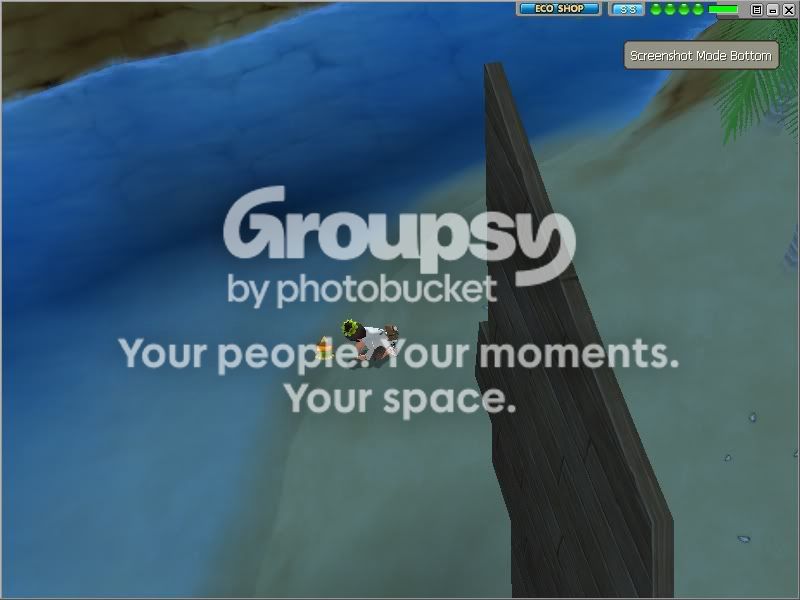 ECO SHOP
S S
Screenshot Mode Bottom
Groupsy
by photobucket
Your people. Your moments.
Your space.